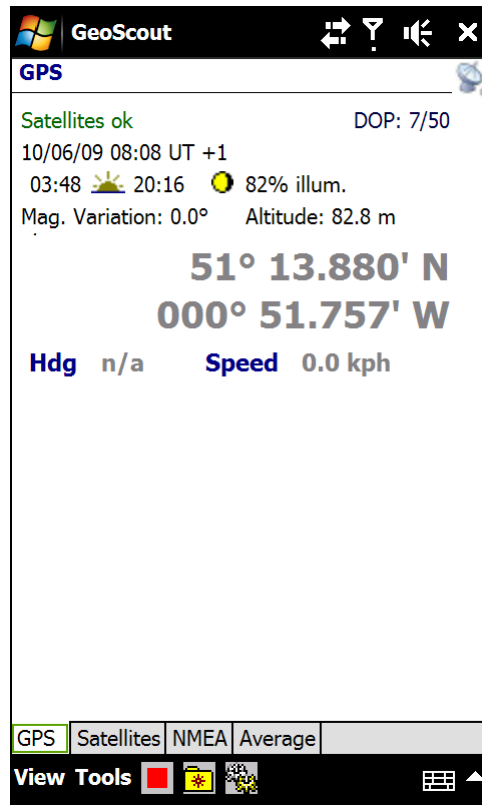 GeoScout
GPS
Satellites ok DOP: 7/50
10/06/09 08:08 UT +1
03:48 20:16 82% illum.
Mag. Variation: 0.0° Altitude: 82.8 m
51° 13.880' N
000° 51.757' W
Hdg n/a Speed 0.0 kph
GPS Satellites NMEA Average
View Tools